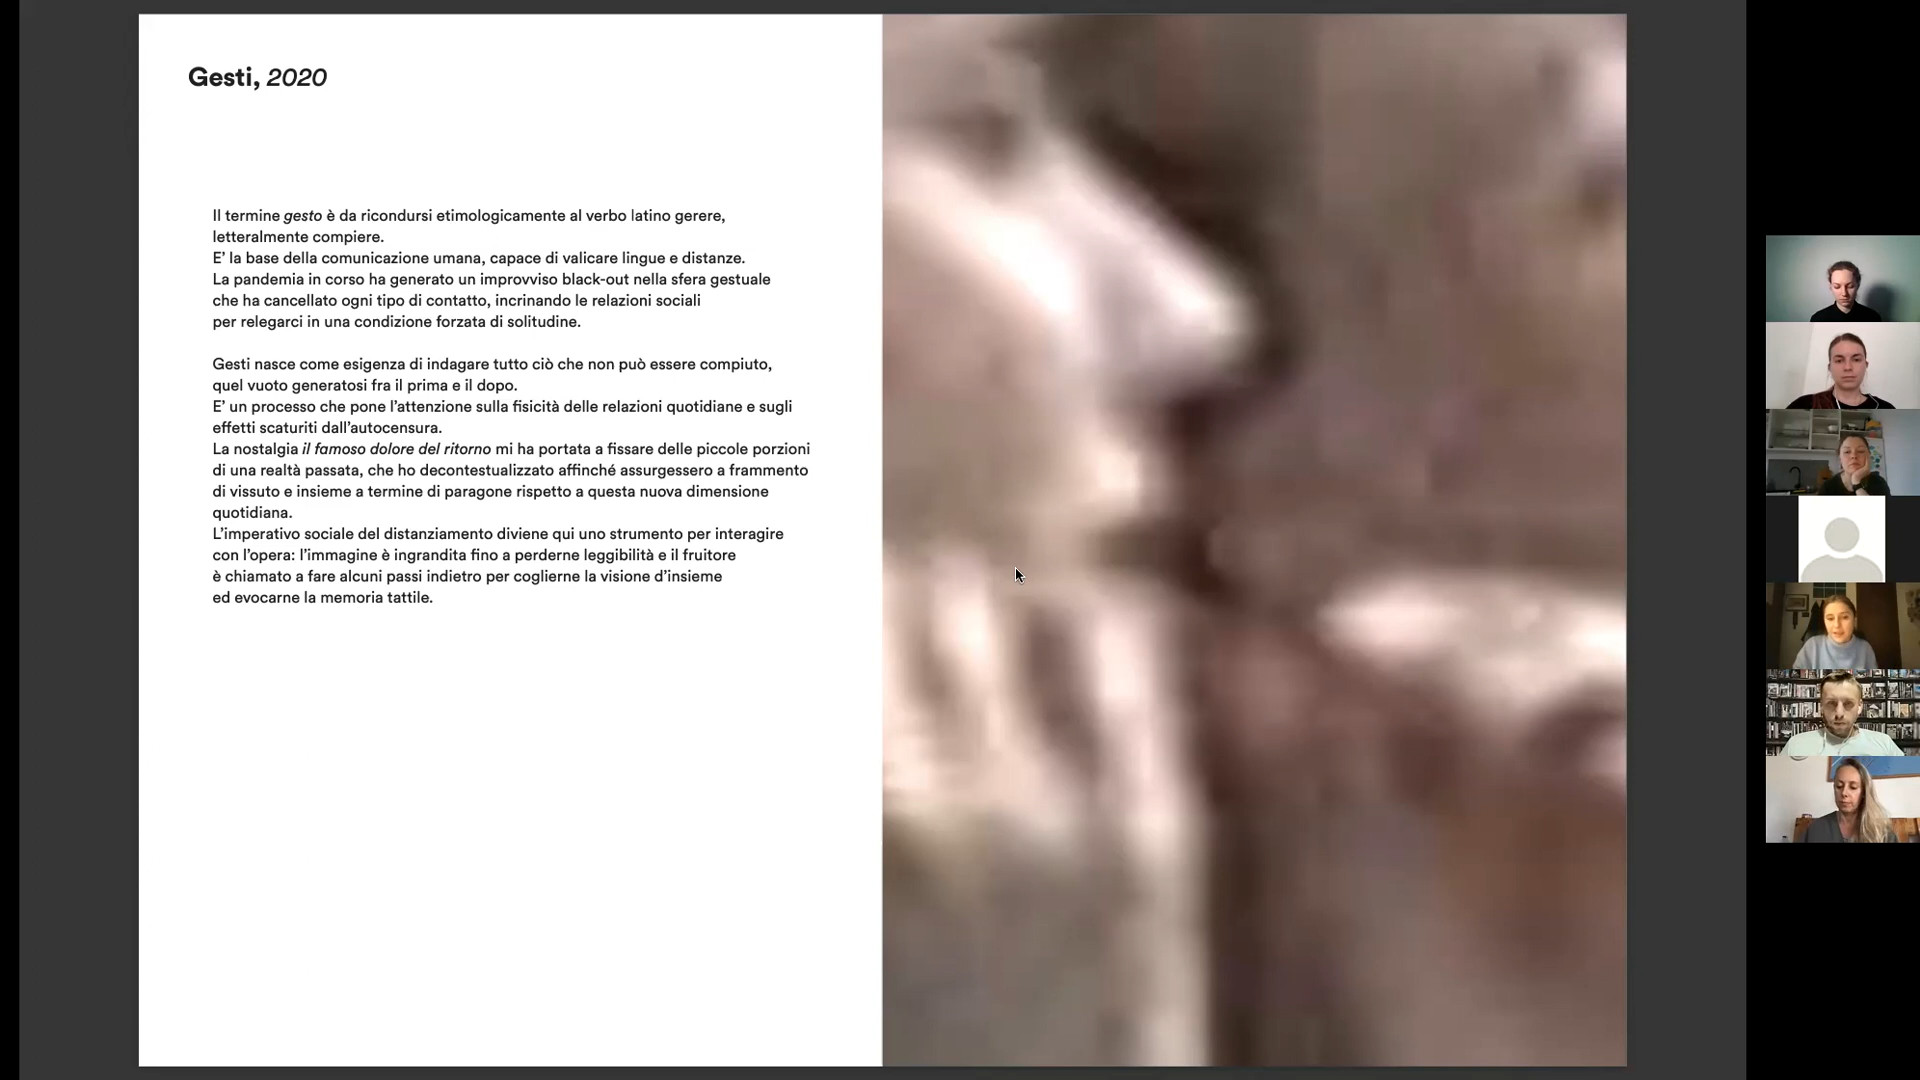 Gesti, 2020
Il termine gesto è da ricondursi etimologicamente al verbo latino gerere,
letteralmente compiere.
E' la base della comunicazione umana, capace di valicare lingue e distanze.
La pandemia in corso ha generato un improvviso black-out nella sfera gestuale
che ha cancellato ogni tipo di contatto, incrinando le relazioni sociali
per relegarci in una condizione forzata di solitudine.
Gesti nasce come esigenza di indagare tutto ciò che non può essere compiuto,
quel vuoto generatosi fra il prima e il dopo.
E' un processo che pone l'attenzione sulla fisicità delle relazioni quotidiane e sugli
effetti scaturiti dall'autocensura.
La nostalgia il famoso dolore del ritorno mi ha portata a fissare delle piccole porzioni
di una realtà passata, che ho decontestualizzato affinché assurgessero a frammento
di vissuto e insieme a termine di paragone rispetto a questa nuova dimensione
quotidiana.
L'imperativo sociale del distanziamento diviene qui uno strumento per interagire
con l'opera: l'immagine è ingrandita fino a perderne leggibilità e il fruitore
è chiamato a fare alcuni passi indietro per coglierne la visione d'insieme
ed evocarne la memoria tattile.